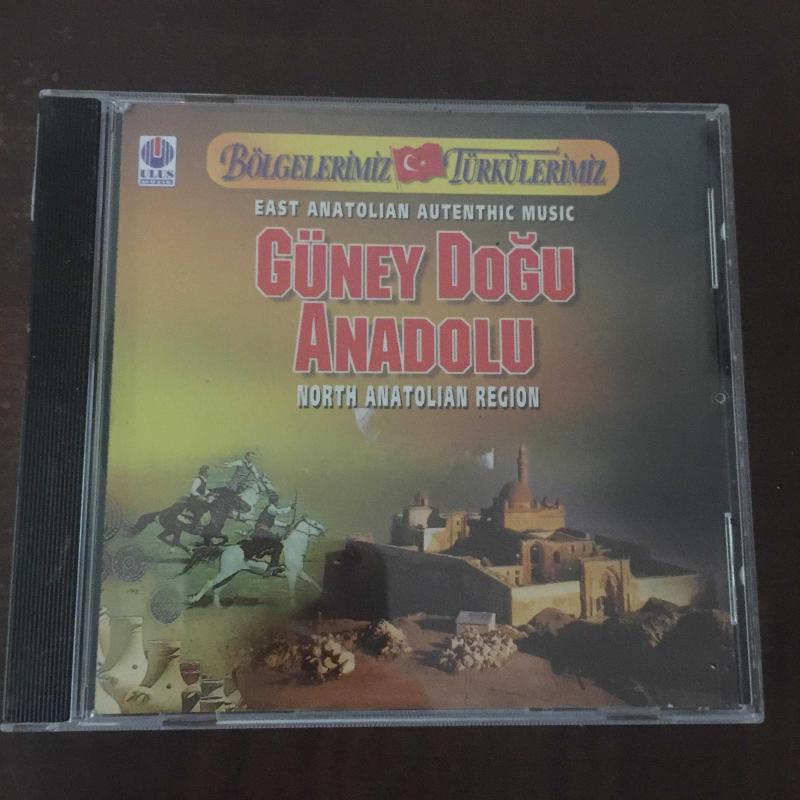 ULUS
BÖLGELERİMİZ TÜRKÜLERİMİZ
EAST ANATOLIAN AUTENTHIC MUSIC
GÜNEY DOĞU
ANADOLU
NORTH ANATOLIAN REGION